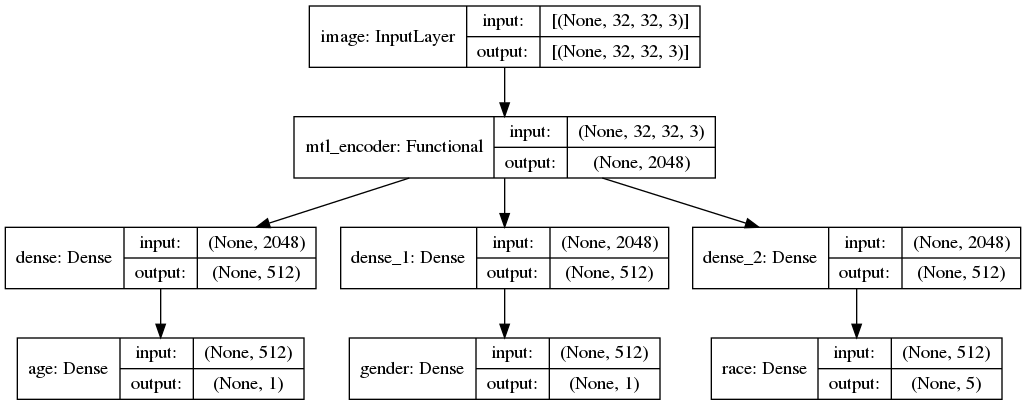 image: InputLayer
input: [(None, 32, 32, 3)]
output: [(None, 32, 32, 3)]
mtl_encoder: Functional
input: (None, 32, 32, 3)
output: (None, 2048)
dense: Dense
input: (None, 2048)
output: (None, 512)
dense_1: Dense
input: (None, 2048)
output: (None, 512)
dense_2: Dense
input: (None, 2048)
output: (None, 512)
age: Dense
input: (None, 512)
output: (None, 1)
gender: Dense
input: (None, 512)
output: (None, 1)
race: Dense
input: (None, 512)
output: (None, 5)